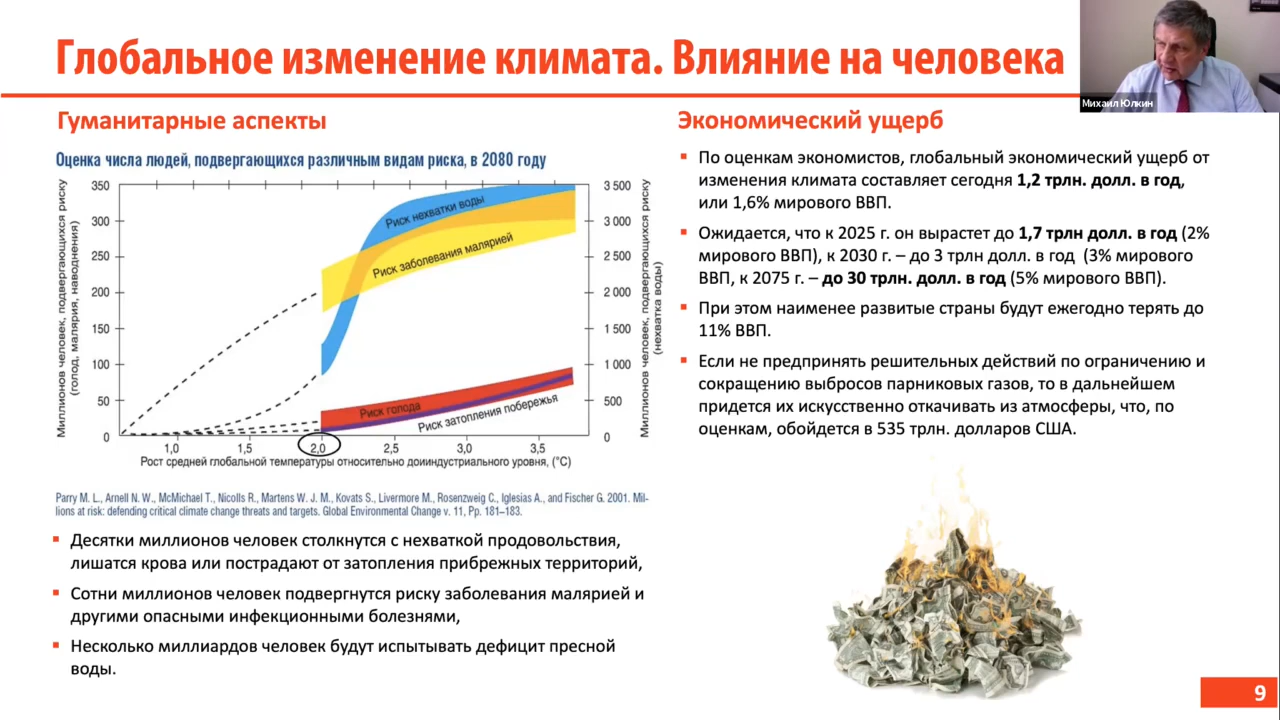 Глобальное изменение климата. Влияние на человека
Михаил Юлкин
Гуманитарные аспекты
Оценка числа людей, подвергающихся различным видам риска, в 2080 году
Миллионов человек, подвергающихся риску
(голод, малярия, наводнения)
350
300
250
200
150
100
50
0
Риск нехватки воды
Риск заболевания малярией
Риск голода
Риск затопления побережья
3 500
3 000
2 500
2 000
1 500
1 000
500
0
Миллионов человек, подвергающихся риску
(нехватка воды)
1,0 1,5 2,0 2,5 3,0 3,5
Рост средней глобальной температуры относительно доиндустриального уровня, (°C)
Parry M. L., Arnell N. W., McMichael T., Nicolls R., Martens W. J. M., Kovats S., Livermore M., Rosenzweig C., Iglesias A., and Fischer G. 2001. Mil-
lions at risk: defending critical climate change threats and targets. Global Environmental Change v. 11, Pp. 181–183.
Десятки миллионов человек столкнутся с нехваткой продовольствия,
лишатся крова или пострадают от затопления прибрежных территорий,
Сотни миллионов человек подвергнутся риску заболевания малярией и
другими опасными инфекционными болезнями,
Несколько миллиардов человек будут испытывать дефицит пресной
воды.
Экономический ущерб
По оценкам экономистов, глобальный экономический ущерб от
изменения климата составляет сегодня 1,2 трлн. долл. в год,
или 1,6% мирового ВВП.
Ожидается, что к 2025 г. он вырастет до 1,7 трлн долл. в год (2%
мирового ВВП), к 2030 г. – до 3 трлн долл. в год (3% мирового
ВВП, к 2075 г. – до 30 трлн. долл. в год (5% мирового ВВП).
При этом наименее развитые страны будут ежегодно терять до
11% ВВП.
Если не предпринять решительных действий по ограничению и
сокращению выбросов парниковых газов, то в дальнейшем
придется их искусственно откачивать из атмосферы, что, по
оценкам, обойдется в 535 трлн. долларов США.
9